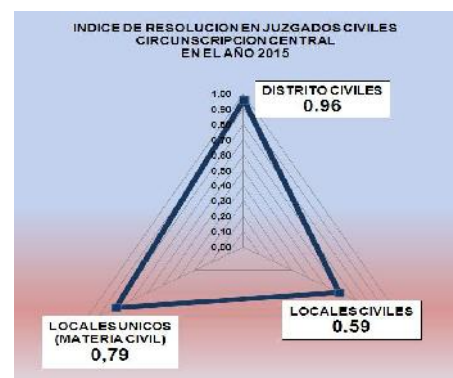 INDICE DE RESOLUCION EN JUZGADOS CIVILES
CIRCUNSCRIPCION CENTRAL
EN EL AÑO 2015
DISTRITO CIVILES
0.96
1.00
0.90
0.80
0.70
0,60
0,50
0,40
0,30
0,20
0,10
0,00
LOCALES CIVILES
0.59
LOCALES UNICOS
(MATERIA CIVIL)
0,79